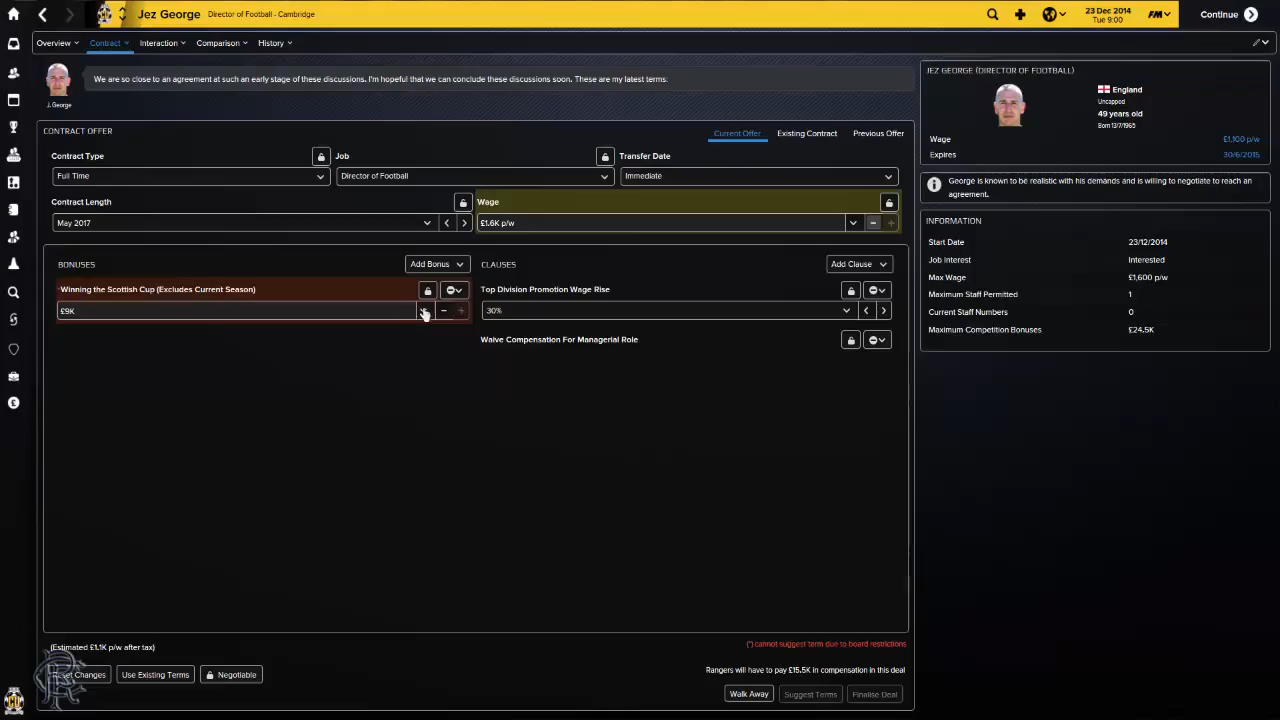 Jez George
Director of Football - Cambridge
23 Dec 2014
Tue 9:00
FM
Continue
Overview
Contract
Interaction
Comparison
History
J. George
We are so close to an agreement at such an early stage of these discussions. I'm hopeful that we can conclude these discussions soon. These are my latest terms:
CONTRACT OFFER
Current Offer
Existing Contract
Previous Offer
Contract Type
Job
Transfer Date
Full Time
Director of Football
Immediate
Contract Length
Wage
May 2017
£1.6K p/w
BONUSES
Add Bonus
CLAUSES
Add Clause
*Winning the Scottish Cup (Excludes Current Season)
£9K
Top Division Promotion Wage Rise
30%
Waive Compensation For Managerial Role
(Estimated £1.1K p/w after tax)
(*) cannot suggest term due to board restrictions
Rangers will have to pay £15.5K in compensation in this deal
Reset Changes
Use Existing Terms
Negotiable
Walk Away
Suggest Terms
Finalise Deal
JEZ GEORGE (DIRECTOR OF FOOTBALL)
England
Uncapped
49 years old
Born 13/7/1965
Wage £1,100 p/w
Expires 30/6/2015
George is known to be realistic with his demands and is willing to negotiate to reach an
agreement.
INFORMATION
Start Date 23/12/2014
Job Interest Interested
Max Wage £1,600 p/w
Maximum Staff Permitted 1
Current Staff Numbers 0
Maximum Competition Bonuses £24.5K